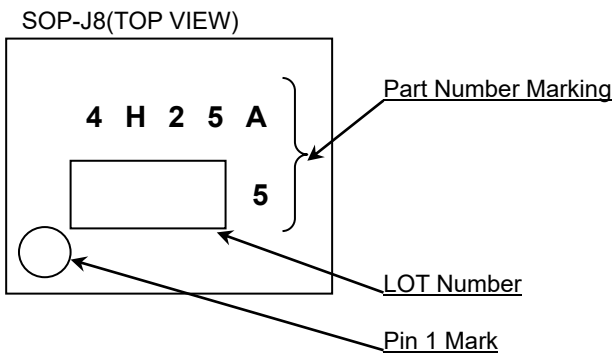 SOP-J8(TOP VIEW)
Part Number Marking
4 H 2 5 A
5
LOT Number
Pin 1 Mark